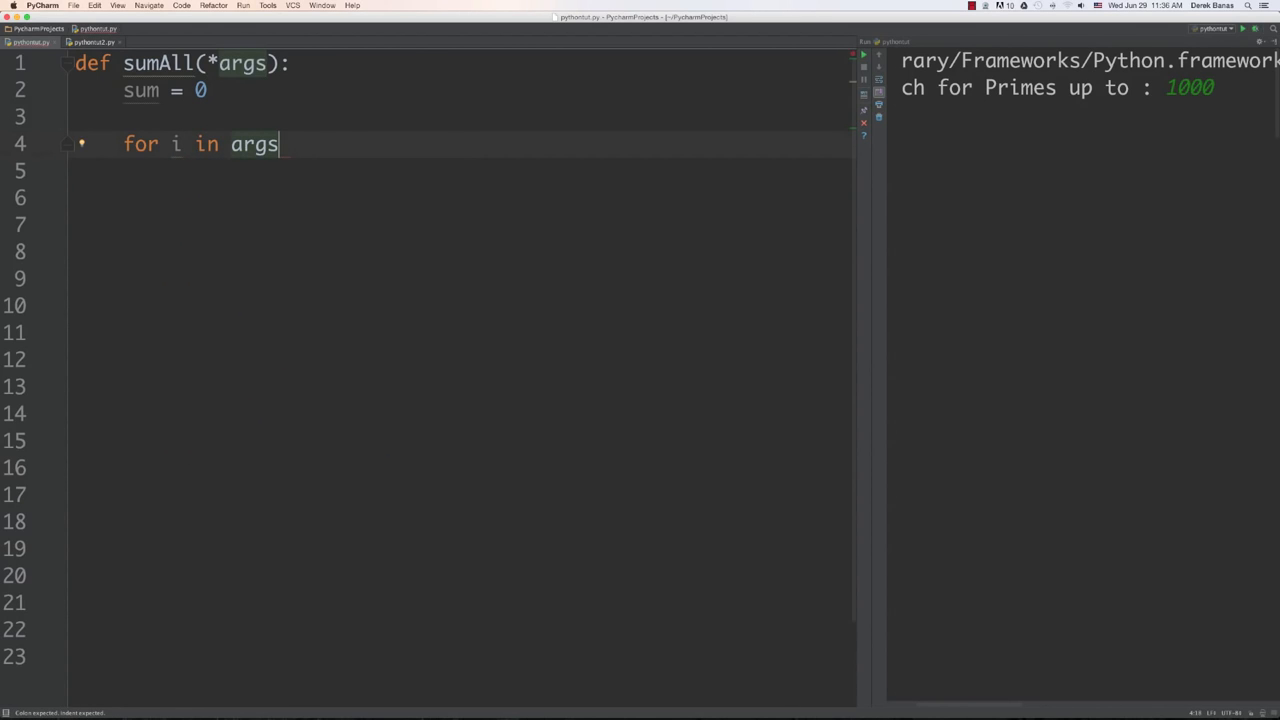 PyCharm File Edit View Navigate Code Refactor Run Tools VCS Window Help 10 Wed Jun 29 11:36 AM Derek Banas
pythontut.py - PycharmProjects - [~/PycharmProjects]
PycharmProjects pythontut.py pythontut
pythontut.py pythontut2.py Run: pythontut
1 def sumAll(*args):
2 sum = 0
3
4 for i in args
5
6
7
8
9
10
11
12
13
14
15
16
17
18
19
20
21
22
23
rary/Frameworks/Python.framework
ch for Primes up to : 1000
Colon expected. Indent expected. 4:18 LF÷ UTF-8÷